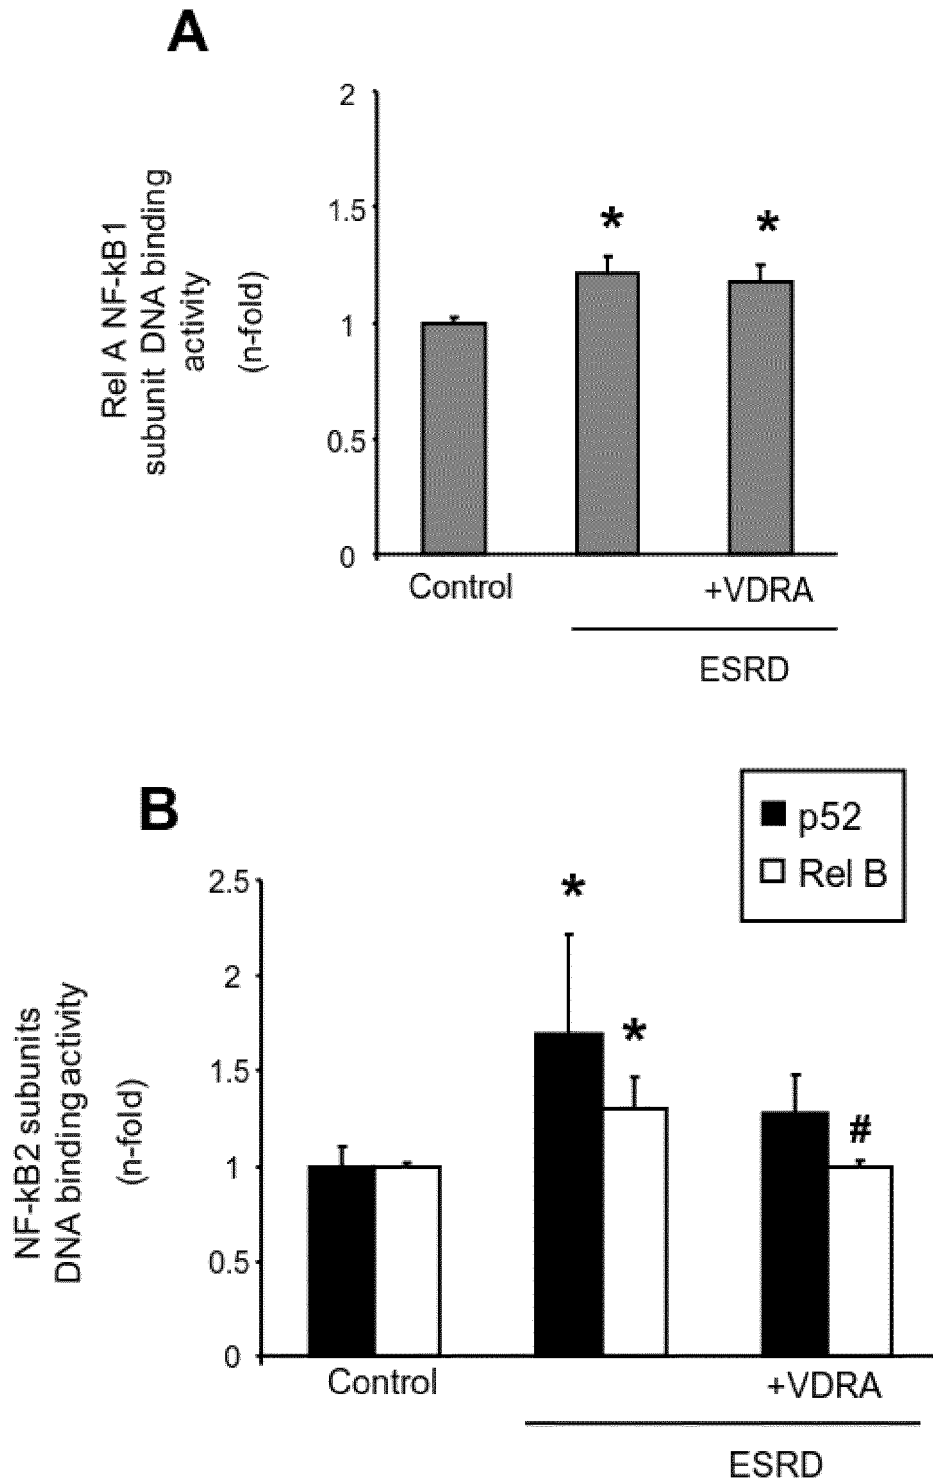 A
Rel A NF-kB1
subunit DNA binding
activity
(n-fold)
2
1.5
1
0.5
0
*
*
Control
+VDRA
ESRD
B
p52
Rel B
NF-kB2 subunits
DNA binding activity
(n-fold)
2.5
2
1.5
1
0.5
0
*
*
#
Control
+VDRA
ESRD